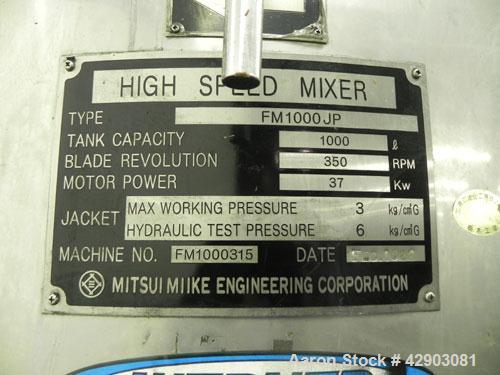 HIGH SPEED MIXER
TYPE FM1000JP
TANK CAPACITY 1000 ℓ
BLADE REVOLUTION 350 RPM
MOTOR POWER 37 Kw
JACKET MAX WORKING PRESSURE 3 kg/c㎡G
HYDRAULIC TEST PRESSURE 6 kg/c㎡G
MACHINE NO. FM1000315 DATE
MITSUI MIIKE ENGINEERING CORPORATION
Aaron Stock # 42903081